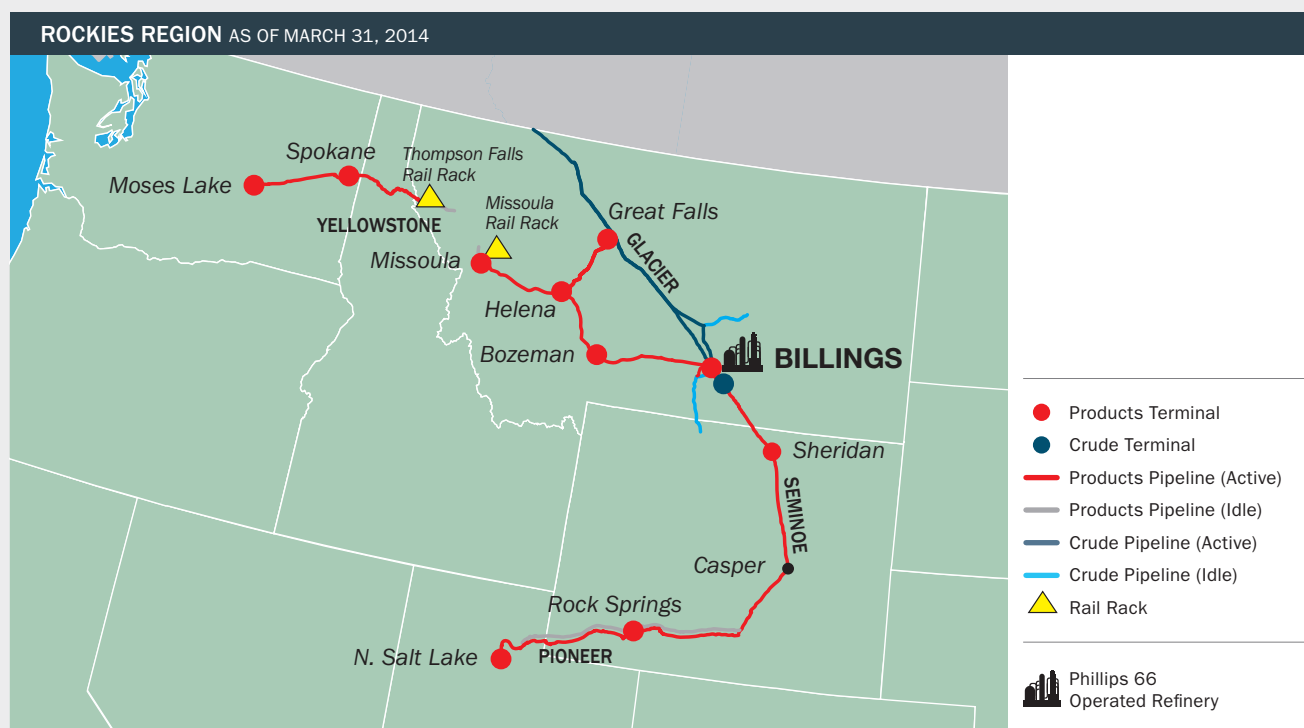 ROCKIES REGION AS OF MARCH 31, 2014
Spokane
Thompson Falls
Rail Rack
Moses Lake
Missoula
Rail Rack
YELLOWSTONE
Great Falls
GLACIER
Missoula
Helena
Bozeman
BILLINGS
Sheridan
SEMINOE
Casper
Rock Springs
N. Salt Lake
PIONEER
Products Terminal
Crude Terminal
Products Pipeline (Active)
Products Pipeline (Idle)
Crude Pipeline (Active)
Crude Pipeline (Idle)
Rail Rack
Phillips 66
Operated Refinery